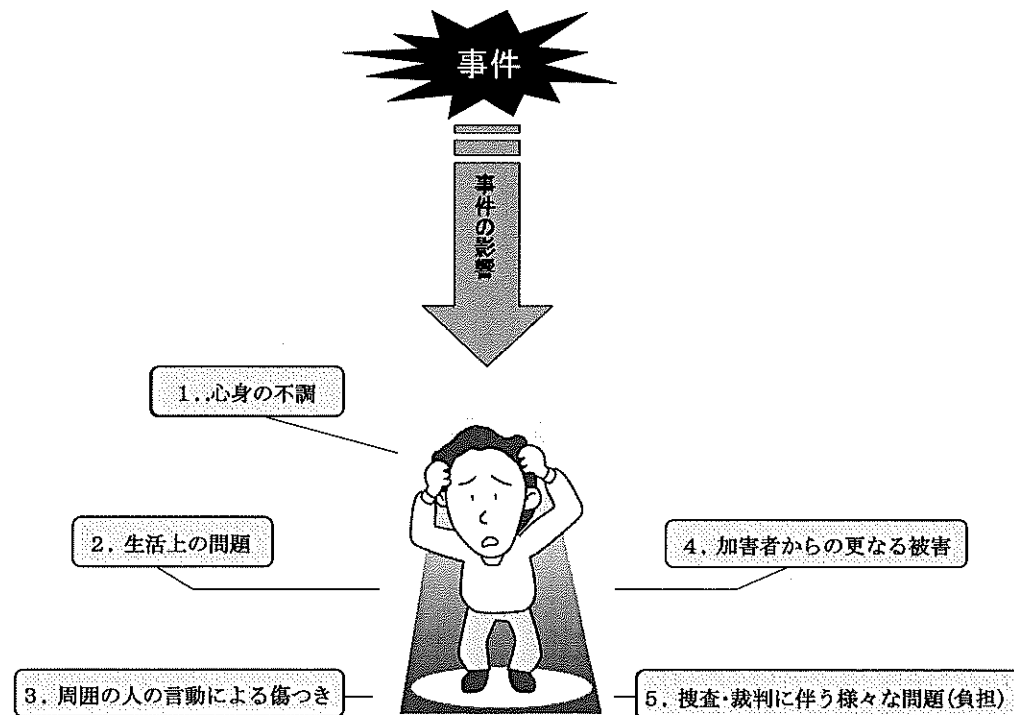 事件
事件の影響
1..心身の不調
2. 生活上の問題
3. 周囲の人の言動による傷つき
4. 加害者からの更なる被害
5. 捜査・裁判に伴う様々な問題(負担)